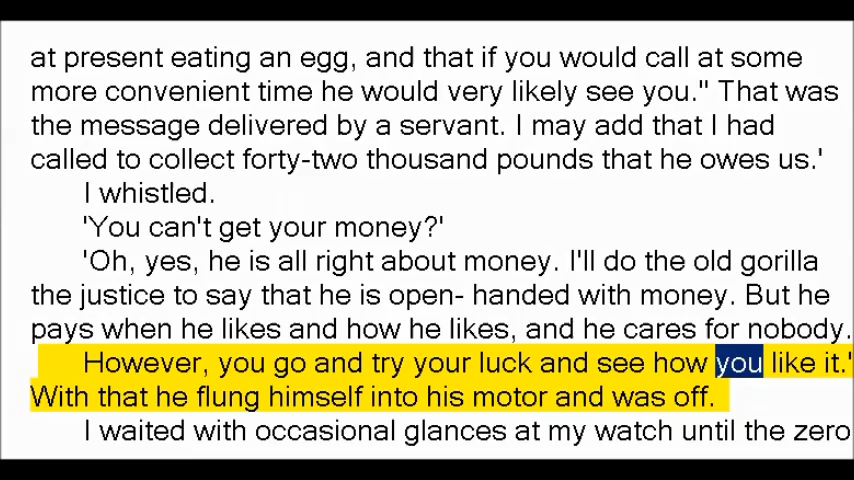 at present eating an egg, and that if you would call at some
more convenient time he would very likely see you." That was
the message delivered by a servant. I may add that I had
called to collect forty-two thousand pounds that he owes us.'
I whistled.
'You can't get your money?'
'Oh, yes, he is all right about money. I'll do the old gorilla
the justice to say that he is open- handed with money. But he
pays when he likes and how he likes, and he cares for nobody.
However, you go and try your luck and see how you like it.'
With that he flung himself into his motor and was off.
I waited with occasional glances at my watch until the zero